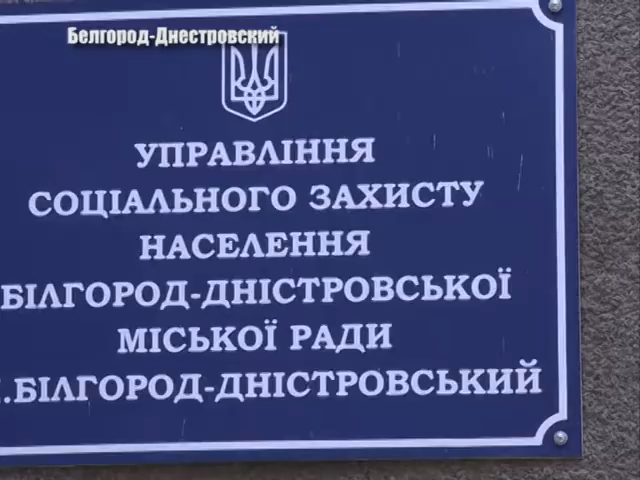 Белгород-Днестровский
УПРАВЛІННЯ
СОЦІАЛЬНОГО ЗАХИСТУ
НАСЕЛЕННЯ
БІЛГОРОД-ДНІСТРОВСЬКОЇ
МІСЬКОЇ РАДИ
.БІЛГОРОД-ДНІСТРОВСЬКИЙ